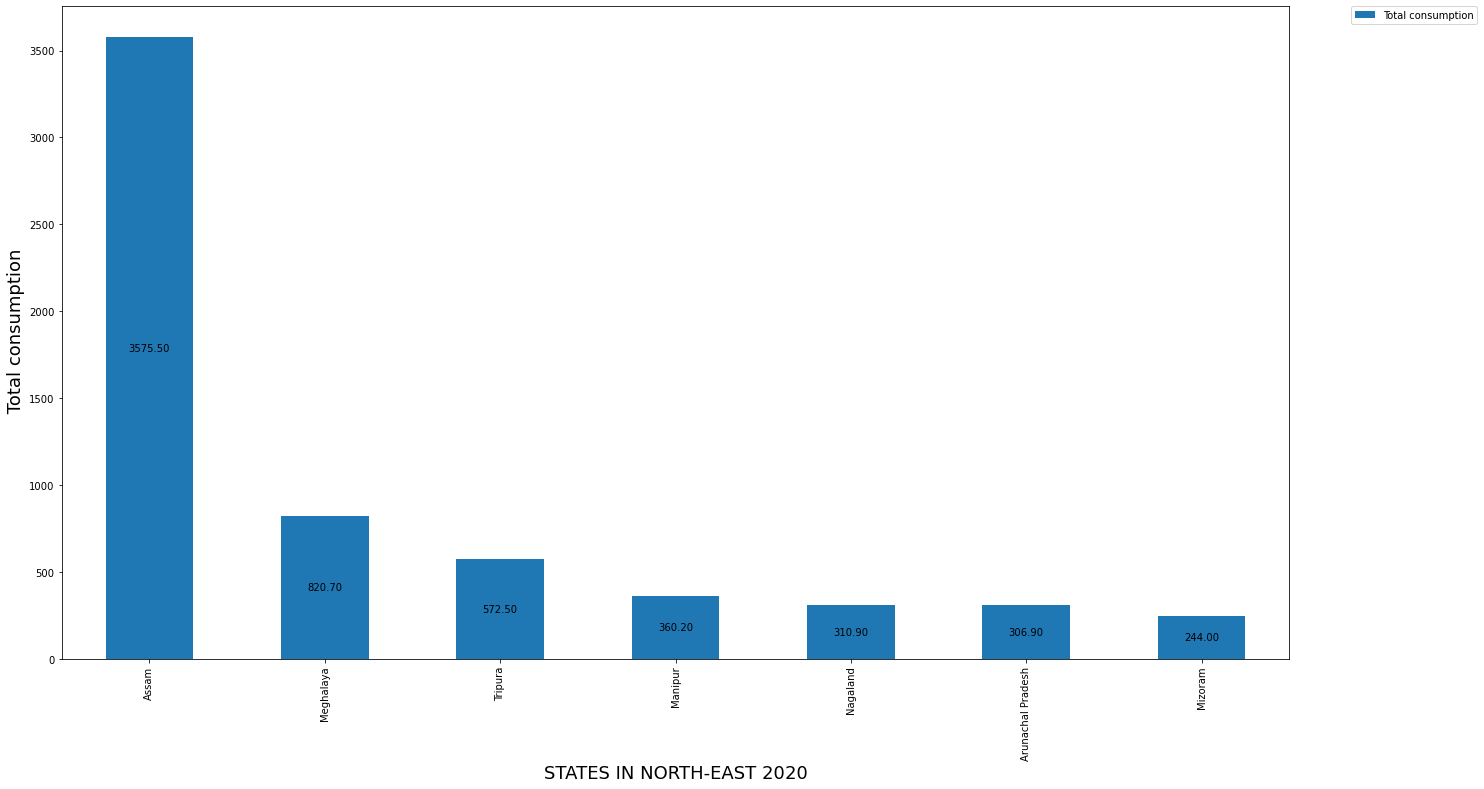 Total consumption
Total consumption
3500
3000
2500
2000
1500
1000
500
0
3575.50
820.70
572.50
360.20
310.90
306.90
244.00
Assam
Meghalaya
Tripura
Manipur
Nagaland
Arunachal Pradesh
Mizoram
STATES IN NORTH-EAST 2020